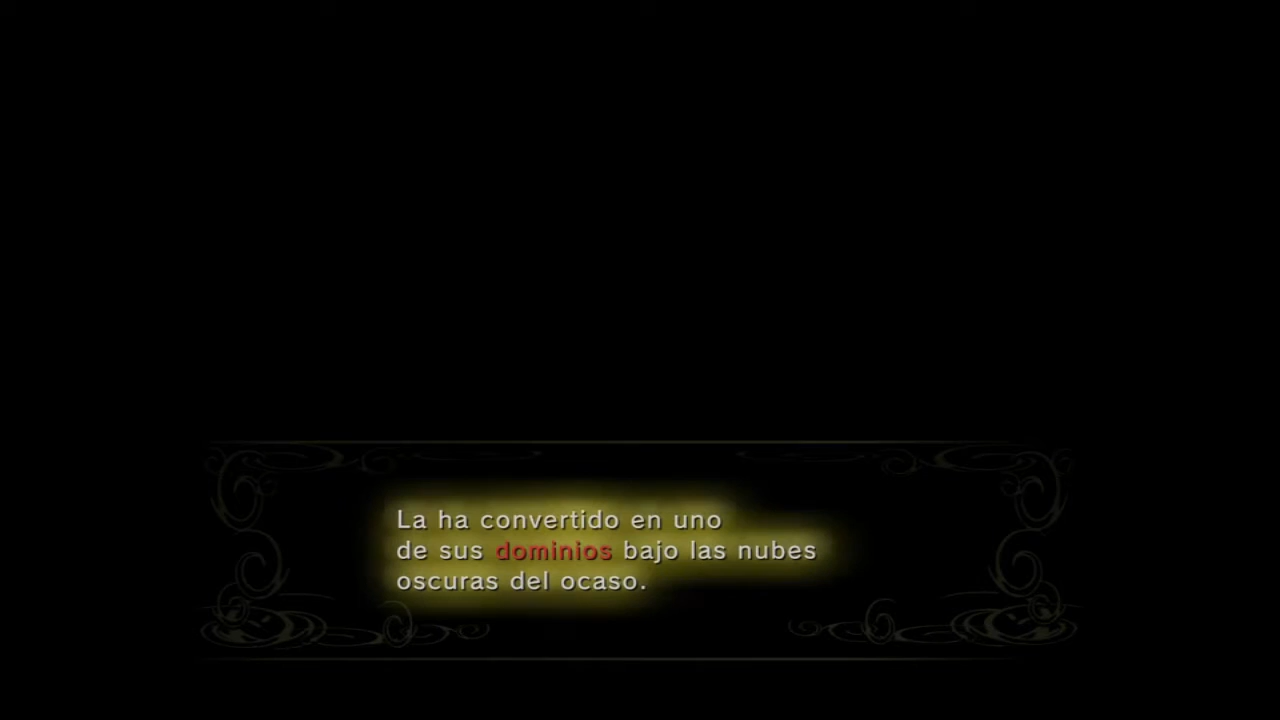 La ha convertido en uno
de sus dominios bajo las nubes
oscuras del ocaso.